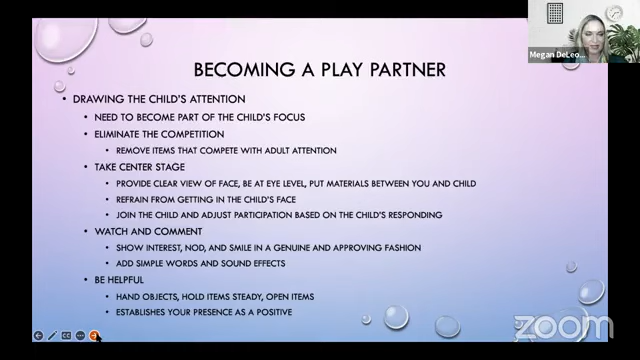 BECOMING A PLAY PARTNER
• DRAWING THE CHILD'S ATTENTION
• NEED TO BECOME PART OF THE CHILD'S FOCUS
• ELIMINATE THE COMPETITION
• REMOVE ITEMS THAT COMPETE WITH ADULT ATTENTION
• TAKE CENTER STAGE
• PROVIDE CLEAR VIEW OF FACE, BE AT EYE LEVEL, PUT MATERIALS BETWEEN YOU AND CHILD
• REFRAIN FROM GETTING IN THE CHILD'S FACE
• JOIN THE CHILD AND ADJUST PARTICIPATION BASED ON THE CHILD'S RESPONDING
• WATCH AND COMMENT
• SHOW INTEREST, NOD, AND SMILE IN A GENUINE AND APPROVING FASHION
• ADD SIMPLE WORDS AND SOUND EFFECTS
• BE HELPFUL
• HAND OBJECTS, HOLD ITEMS STEADY, OPEN ITEMS
• ESTABLISHES YOUR PRESENCE AS A POSITIVE
Megan DeLeo...
CC
zoom